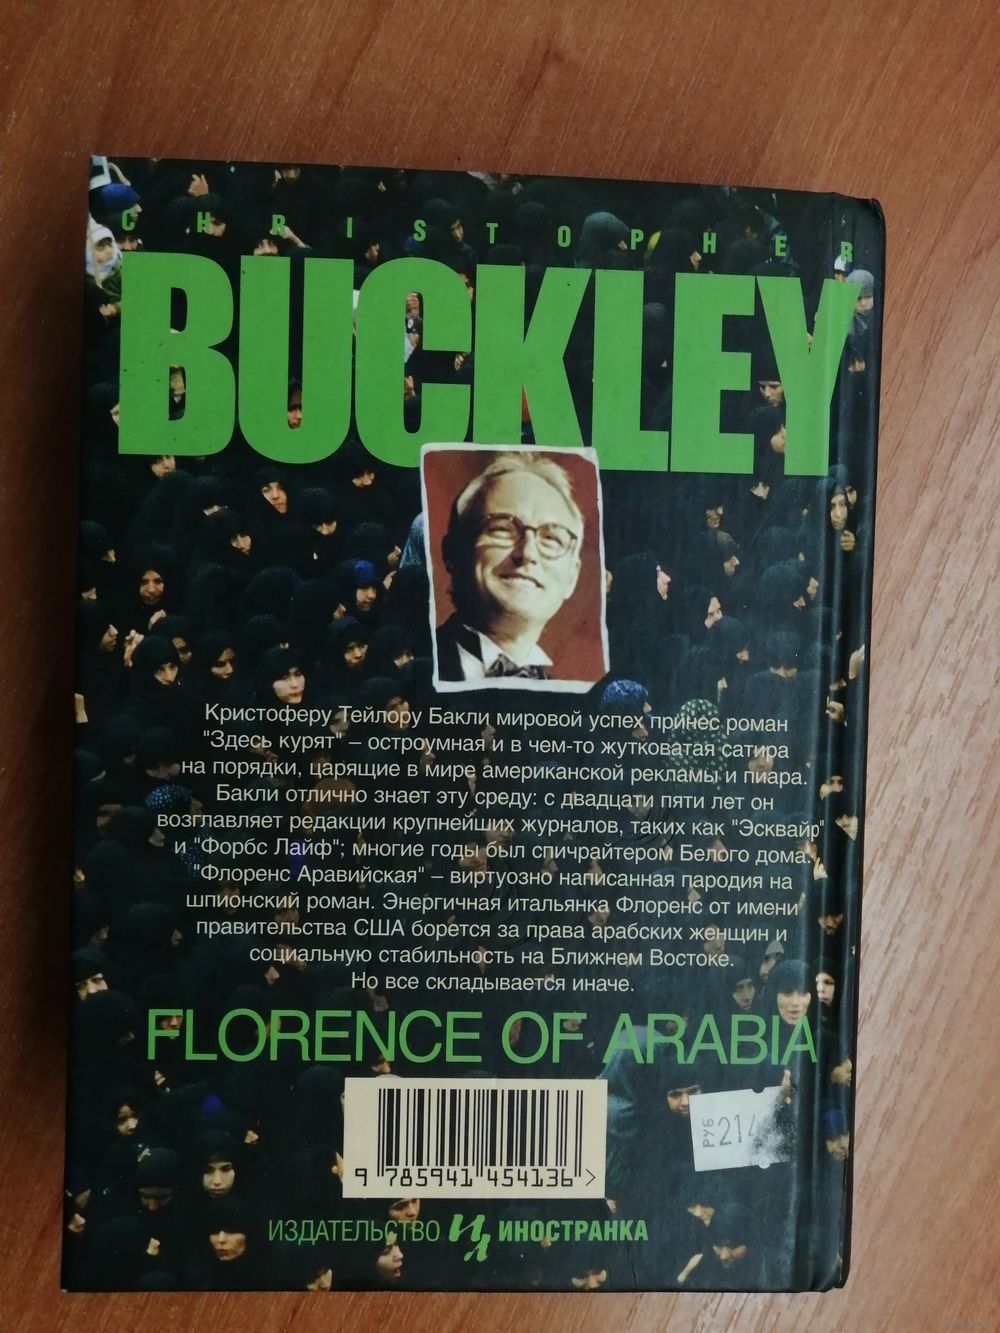 CHRISTOPHER
BUCKLEY
Кристоферу Тейлору Бакли мировой успех принес роман
"Здесь курят" – остроумная и в чем-то жутковатая сатира
на порядки, царящие в мире американской рекламы и пиара.
Бакли отлично знает эту среду: с двадцати пяти лет он
возглавляет редакции крупнейших журналов, таких как "Эсквайр"
и "Форбс Лайф"; многие годы был спичрайтером Белого дома.
"Флоренс Аравийская" – виртуозно написанная пародия на
шпионский роман. Энергичная итальянка Флоренс от имени
правительства США борется за права арабских женщин и
социальную стабильность на Ближнем Востоке.
Но все складывается иначе.
FLORENCE OF ARABIA
РУБ 214
9 785941 454136 >
ИЗДАТЕЛЬСТВО ИЛ ИНОСТРАНКА